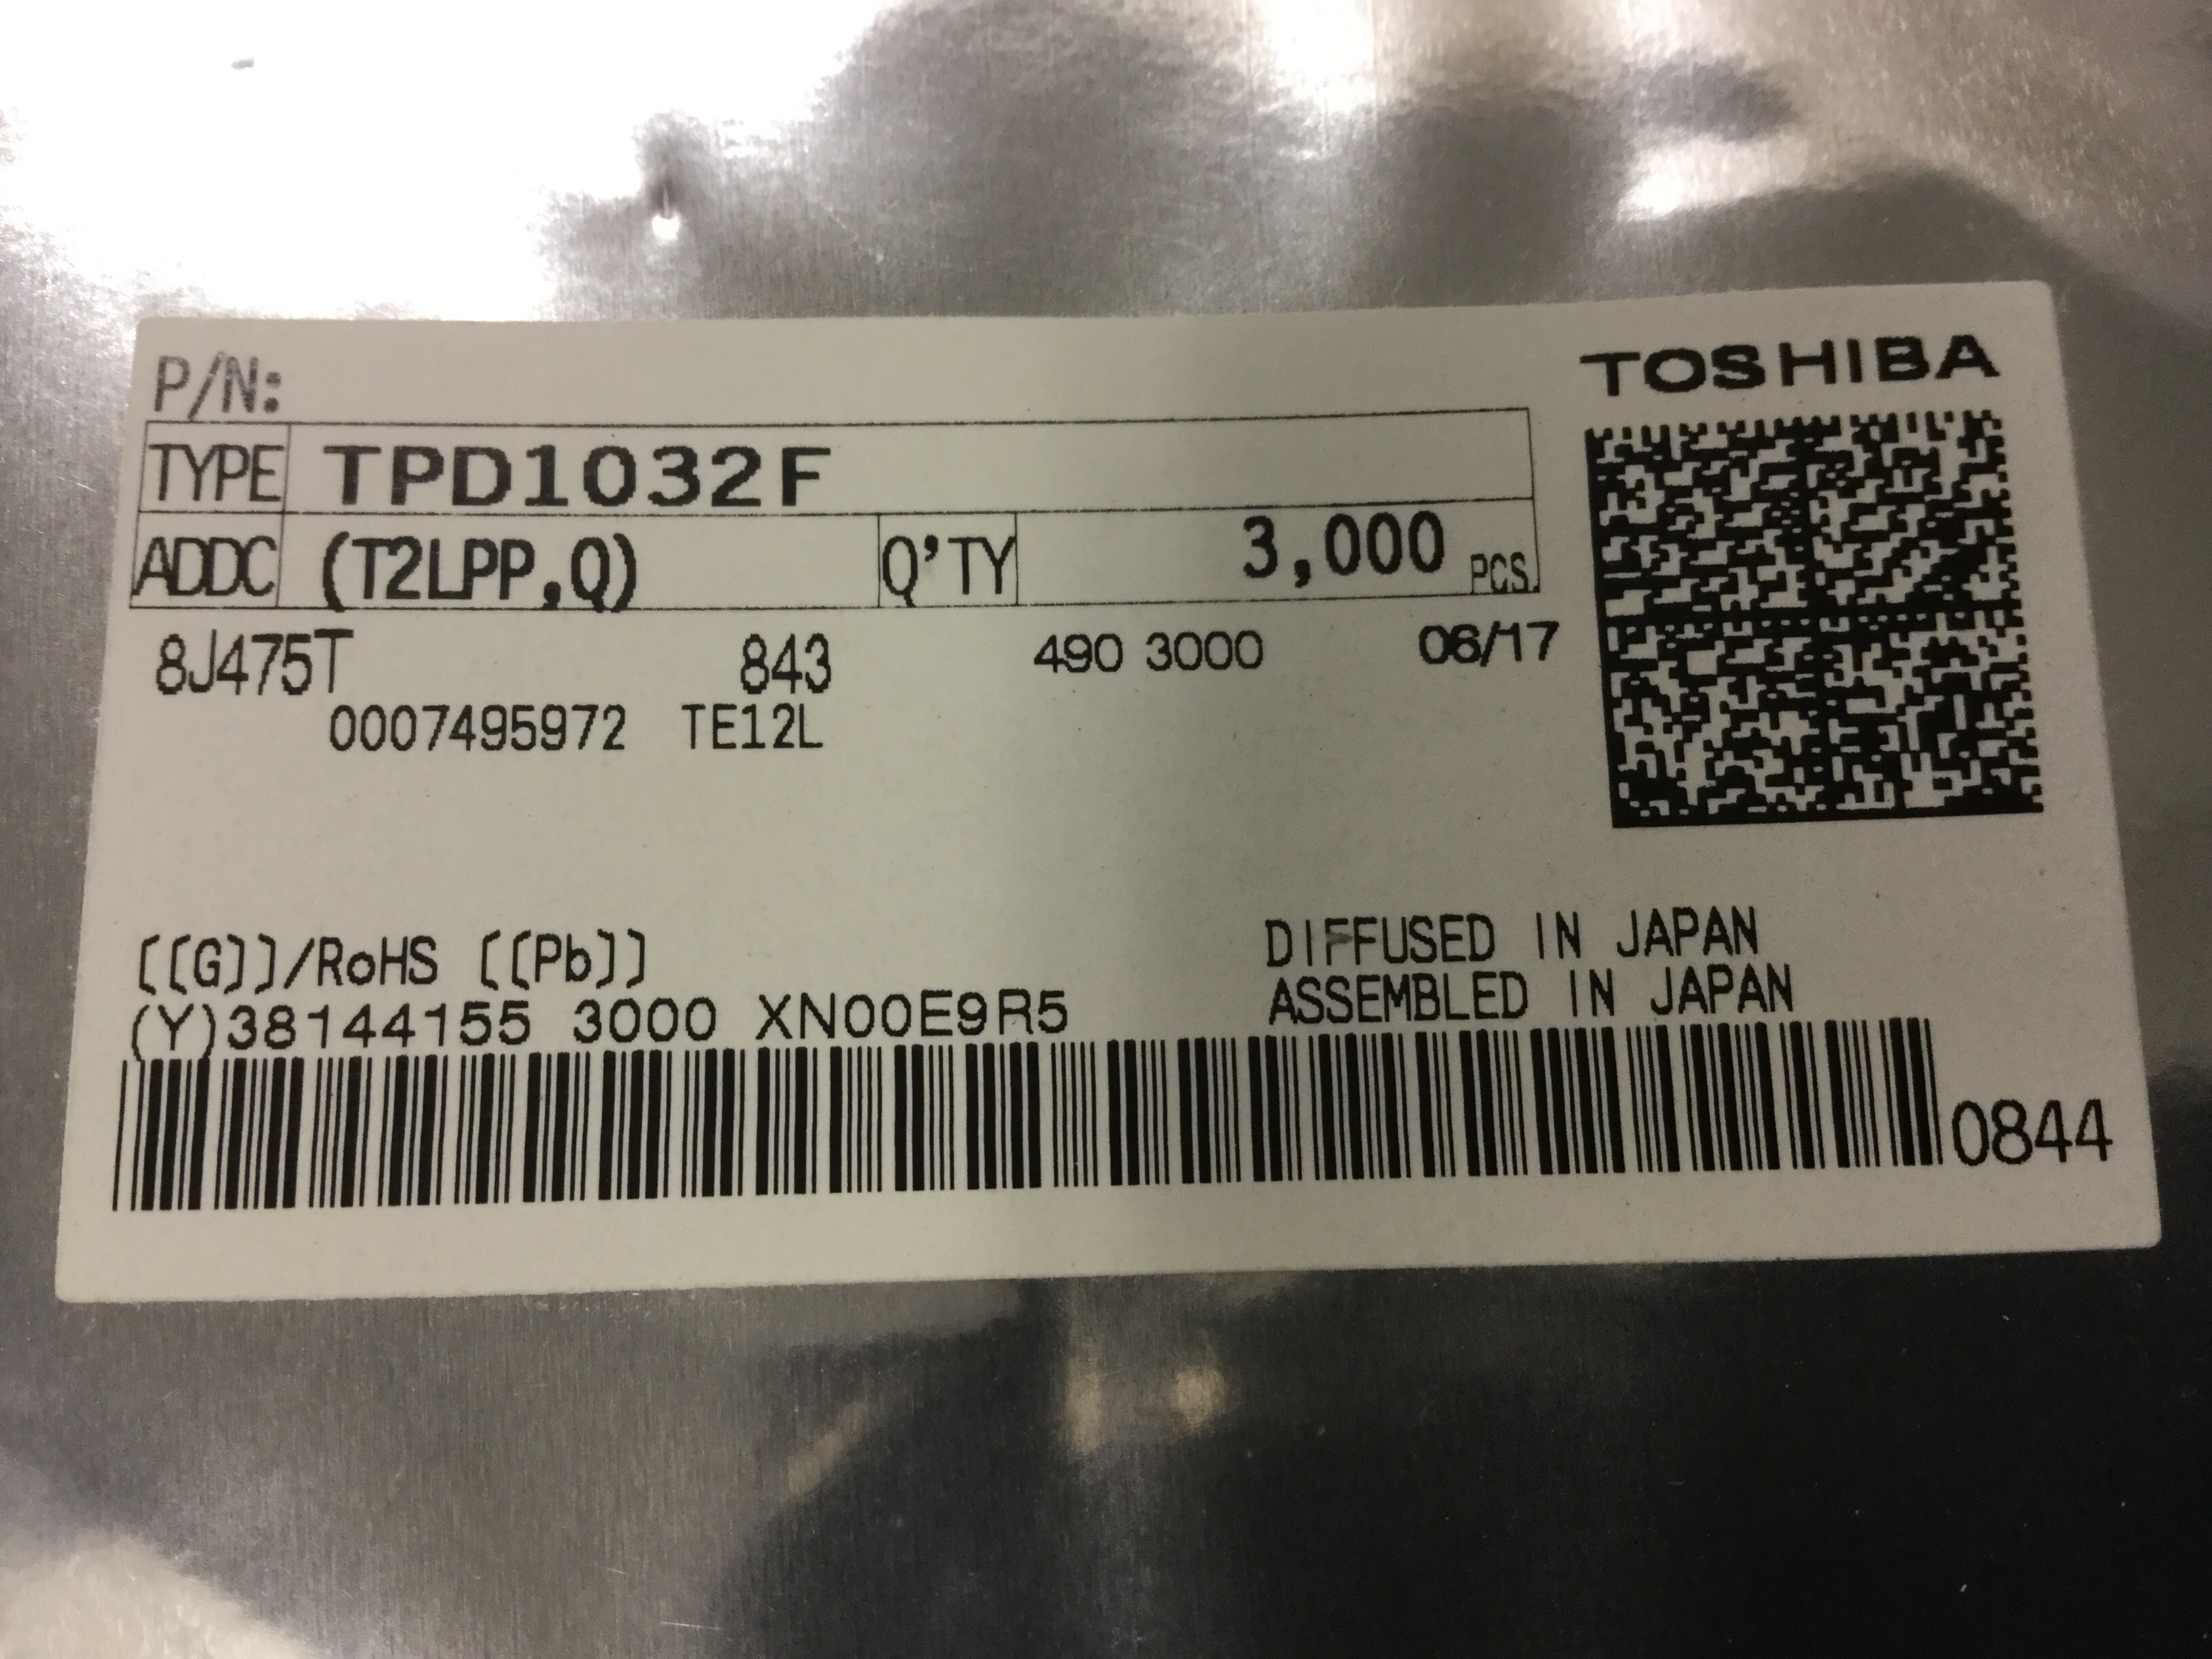 P/N:
TOSHIBA
TYPE TPD1032F
ADDC (T2LPP,Q) Q'TY 3,000 PCS.
8J475T 843 490 3000 06/17
0007495972 TE12L
[[G]]/RoHS [[Pb]]
DIFFUSED IN JAPAN
ASSEMBLED IN JAPAN
(Y)38144155 3000 XN00E9R5
0844